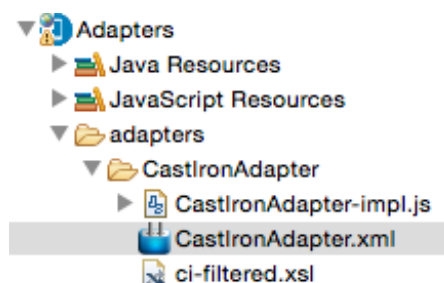 Adapters
Java Resources
JavaScript Resources
adapters
CastIronAdapter
CastIronAdapter-impl.js
CastIronAdapter.xml
ci-filtered.xsl